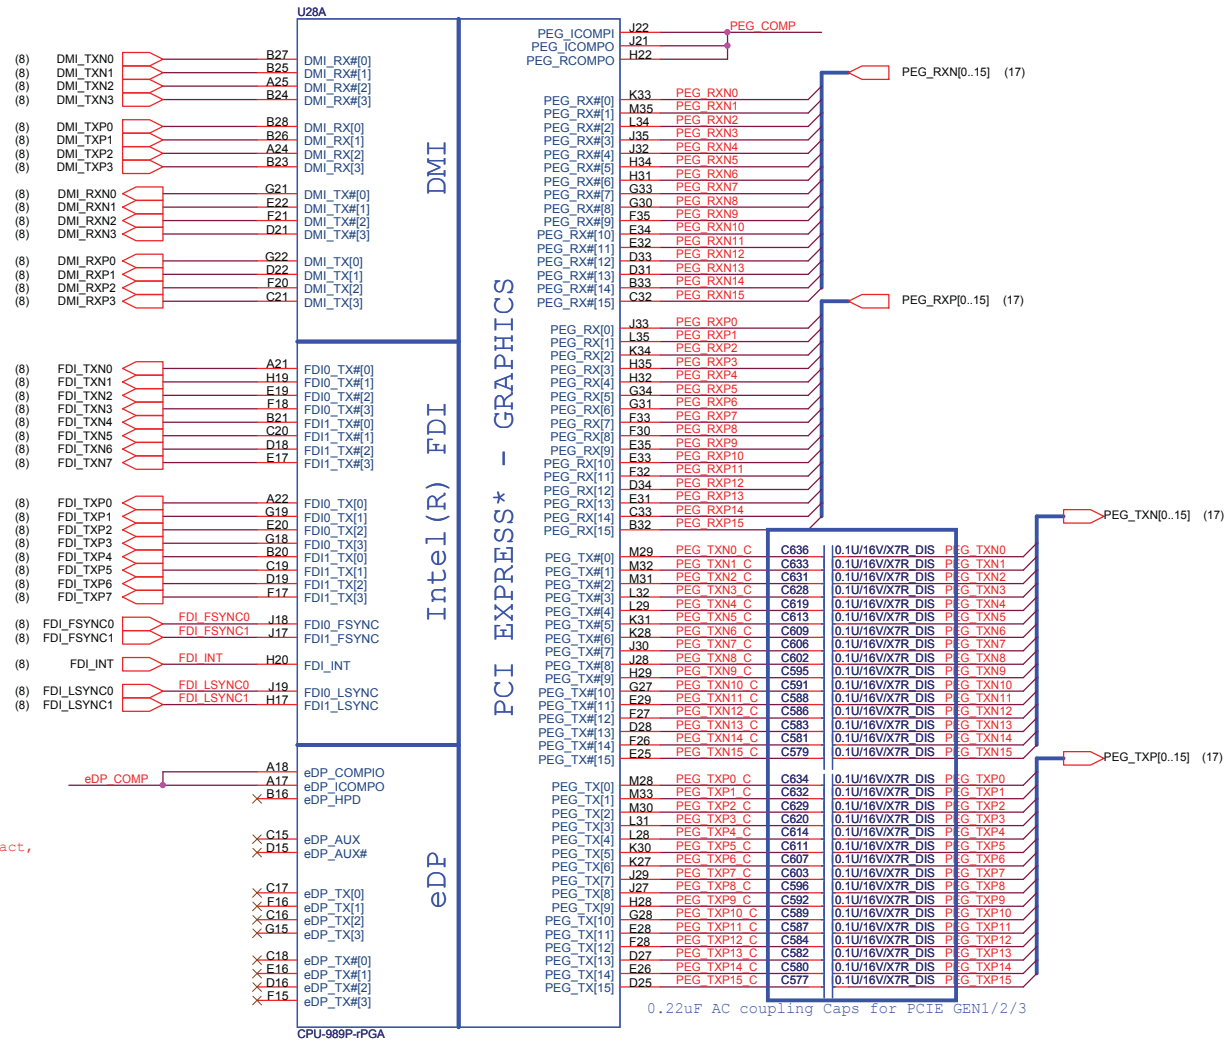 U28A
(8) DMI_TXN0 B27 DMI_RX#[0]
(8) DMI_TXN1 B25 DMI_RX#[1]
(8) DMI_TXN2 A25 DMI_RX#[2]
(8) DMI_TXN3 B24 DMI_RX#[3]
(8) DMI_TXP0 B28 DMI_RX[0]
(8) DMI_TXP1 B26 DMI_RX[1]
(8) DMI_TXP2 A24 DMI_RX[2]
(8) DMI_TXP3 B23 DMI_RX[3]
(8) DMI_RXN0 G21 DMI_TX#[0]
(8) DMI_RXN1 E22 DMI_TX#[1]
(8) DMI_RXN2 F21 DMI_TX#[2]
(8) DMI_RXN3 D21 DMI_TX#[3]
(8) DMI_RXP0 G22 DMI_TX[0]
(8) DMI_RXP1 D22 DMI_TX[1]
(8) DMI_RXP2 F20 DMI_TX[2]
(8) DMI_RXP3 C21 DMI_TX[3]
DMI
(8) FDI_TXN0 A21 FDI0_TX#[0]
(8) FDI_TXN1 H19 FDI0_TX#[1]
(8) FDI_TXN2 E19 FDI0_TX#[2]
(8) FDI_TXN3 F18 FDI0_TX#[3]
(8) FDI_TXN4 B21 FDI1_TX#[0]
(8) FDI_TXN5 C20 FDI1_TX#[1]
(8) FDI_TXN6 D18 FDI1_TX#[2]
(8) FDI_TXN7 E17 FDI1_TX#[3]
(8) FDI_TXP0 A22 FDI0_TX[0]
(8) FDI_TXP1 G19 FDI0_TX[1]
(8) FDI_TXP2 E20 FDI0_TX[2]
(8) FDI_TXP3 G18 FDI0_TX[3]
(8) FDI_TXP4 B20 FDI1_TX[0]
(8) FDI_TXP5 C19 FDI1_TX[1]
(8) FDI_TXP6 D19 FDI1_TX[2]
(8) FDI_TXP7 F17 FDI1_TX[3]
(8) FDI_FSYNC0 FDI_FSYNC0 J18 FDI0_FSYNC
(8) FDI_FSYNC1 FDI_FSYNC1 J17 FDI1_FSYNC
(8) FDI_INT FDI_INT H20 FDI_INT
(8) FDI_LSYNC0 FDI_LSYNC0 J19 FDI0_LSYNC
(8) FDI_LSYNC1 FDI_LSYNC1 H17 FDI1_LSYNC
Intel(R) FDI
A18 eDP_COMPIO
eDP_COMP A17 eDP_ICOMPO
B16 eDP_HPD
C15 eDP_AUX
D15 eDP_AUX#
act,
C17 eDP_TX[0]
F16 eDP_TX[1]
C16 eDP_TX[2]
G15 eDP_TX[3]
C18 eDP_TX#[0]
E16 eDP_TX#[1]
D16 eDP_TX#[2]
F15 eDP_TX#[3]
eDP
CPU-989P-rPGA
PCI EXPRESS* - GRAPHICS
PEG_ICOMPI J22 PEG_COMP
PEG_ICOMPO J21
PEG_RCOMPO H22
PEG_RXN[0..15] (17)
PEG_RX#[0] K33 PEG_RXN0
PEG_RX#[1] M35 PEG_RXN1
PEG_RX#[2] L34 PEG_RXN2
PEG_RX#[3] J35 PEG_RXN3
PEG_RX#[4] J32 PEG_RXN4
PEG_RX#[5] H34 PEG_RXN5
PEG_RX#[6] H31 PEG_RXN6
PEG_RX#[7] G33 PEG_RXN7
PEG_RX#[8] G30 PEG_RXN8
PEG_RX#[9] F35 PEG_RXN9
PEG_RX#[10] E34 PEG_RXN10
PEG_RX#[11] E32 PEG_RXN11
PEG_RX#[12] D33 PEG_RXN12
PEG_RX#[13] D31 PEG_RXN13
PEG_RX#[14] B33 PEG_RXN14
PEG_RX#[15] C32 PEG_RXN15
PEG_RXP[0..15] (17)
PEG_RX[0] J33 PEG_RXP0
PEG_RX[1] L35 PEG_RXP1
PEG_RX[2] K34 PEG_RXP2
PEG_RX[3] H35 PEG_RXP3
PEG_RX[4] H32 PEG_RXP4
PEG_RX[5] G34 PEG_RXP5
PEG_RX[6] G31 PEG_RXP6
PEG_RX[7] F33 PEG_RXP7
PEG_RX[8] F30 PEG_RXP8
PEG_RX[9] E35 PEG_RXP9
PEG_RX[10] E33 PEG_RXP10
PEG_RX[11] F32 PEG_RXP11
PEG_RX[12] D34 PEG_RXP12
PEG_RX[13] E31 PEG_RXP13
PEG_RX[14] C33 PEG_RXP14
PEG_RX[15] B32 PEG_RXP15
PEG_TXN[0..15] (17)
PEG_TX#[0] M29 PEG_TXN0_C C636 0.1U/16V/X7R_DIS PEG_TXN0
PEG_TX#[1] M32 PEG_TXN1_C C633 0.1U/16V/X7R_DIS PEG_TXN1
PEG_TX#[2] M31 PEG_TXN2_C C631 0.1U/16V/X7R_DIS PEG_TXN2
PEG_TX#[3] L32 PEG_TXN3_C C628 0.1U/16V/X7R_DIS PEG_TXN3
PEG_TX#[4] L29 PEG_TXN4_C C619 0.1U/16V/X7R_DIS PEG_TXN4
PEG_TX#[5] K31 PEG_TXN5_C C613 0.1U/16V/X7R_DIS PEG_TXN5
PEG_TX#[6] K28 PEG_TXN6_C C609 0.1U/16V/X7R_DIS PEG_TXN6
PEG_TX#[7] J30 PEG_TXN7_C C606 0.1U/16V/X7R_DIS PEG_TXN7
PEG_TX#[8] J28 PEG_TXN8_C C602 0.1U/16V/X7R_DIS PEG_TXN8
PEG_TX#[9] H29 PEG_TXN9_C C595 0.1U/16V/X7R_DIS PEG_TXN9
PEG_TX#[10] G27 PEG_TXN10_C C591 0.1U/16V/X7R_DIS PEG_TXN10
PEG_TX#[11] E29 PEG_TXN11_C C588 0.1U/16V/X7R_DIS PEG_TXN11
PEG_TX#[12] F27 PEG_TXN12_C C586 0.1U/16V/X7R_DIS PEG_TXN12
PEG_TX#[13] D28 PEG_TXN13_C C583 0.1U/16V/X7R_DIS PEG_TXN13
PEG_TX#[14] F26 PEG_TXN14_C C581 0.1U/16V/X7R_DIS PEG_TXN14
PEG_TX#[15] E25 PEG_TXN15_C C579 0.1U/16V/X7R_DIS PEG_TXN15
PEG_TXP[0..15] (17)
PEG_TX[0] M28 PEG_TXP0_C C634 0.1U/16V/X7R_DIS PEG_TXP0
PEG_TX[1] M33 PEG_TXP1_C C632 0.1U/16V/X7R_DIS PEG_TXP1
PEG_TX[2] M30 PEG_TXP2_C C629 0.1U/16V/X7R_DIS PEG_TXP2
PEG_TX[3] L31 PEG_TXP3_C C620 0.1U/16V/X7R_DIS PEG_TXP3
PEG_TX[4] L28 PEG_TXP4_C C614 0.1U/16V/X7R_DIS PEG_TXP4
PEG_TX[5] K30 PEG_TXP5_C C611 0.1U/16V/X7R_DIS PEG_TXP5
PEG_TX[6] K27 PEG_TXP6_C C607 0.1U/16V/X7R_DIS PEG_TXP6
PEG_TX[7] J29 PEG_TXP7_C C603 0.1U/16V/X7R_DIS PEG_TXP7
PEG_TX[8] J27 PEG_TXP8_C C596 0.1U/16V/X7R_DIS PEG_TXP8
PEG_TX[9] H28 PEG_TXP9_C C592 0.1U/16V/X7R_DIS PEG_TXP9
PEG_TX[10] G28 PEG_TXP10_C C589 0.1U/16V/X7R_DIS PEG_TXP10
PEG_TX[11] E28 PEG_TXP11_C C587 0.1U/16V/X7R_DIS PEG_TXP11
PEG_TX[12] F28 PEG_TXP12_C C584 0.1U/16V/X7R_DIS PEG_TXP12
PEG_TX[13] D27 PEG_TXP13_C C582 0.1U/16V/X7R_DIS PEG_TXP13
PEG_TX[14] E26 PEG_TXP14_C C580 0.1U/16V/X7R_DIS PEG_TXP14
PEG_TX[15] D25 PEG_TXP15_C C577 0.1U/16V/X7R_DIS PEG_TXP15
0.22uF AC coupling Caps for PCIE GEN1/2/3